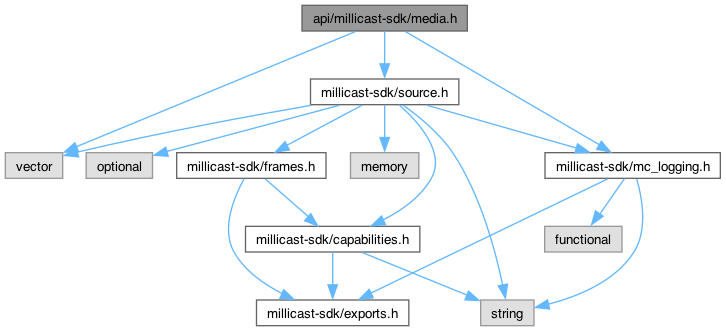 api/millicast-sdk/media.h
millicast-sdk/source.h
vector
optional
millicast-sdk/frames.h
memory
millicast-sdk/mc_logging.h
millicast-sdk/capabilities.h
functional
millicast-sdk/exports.h
string